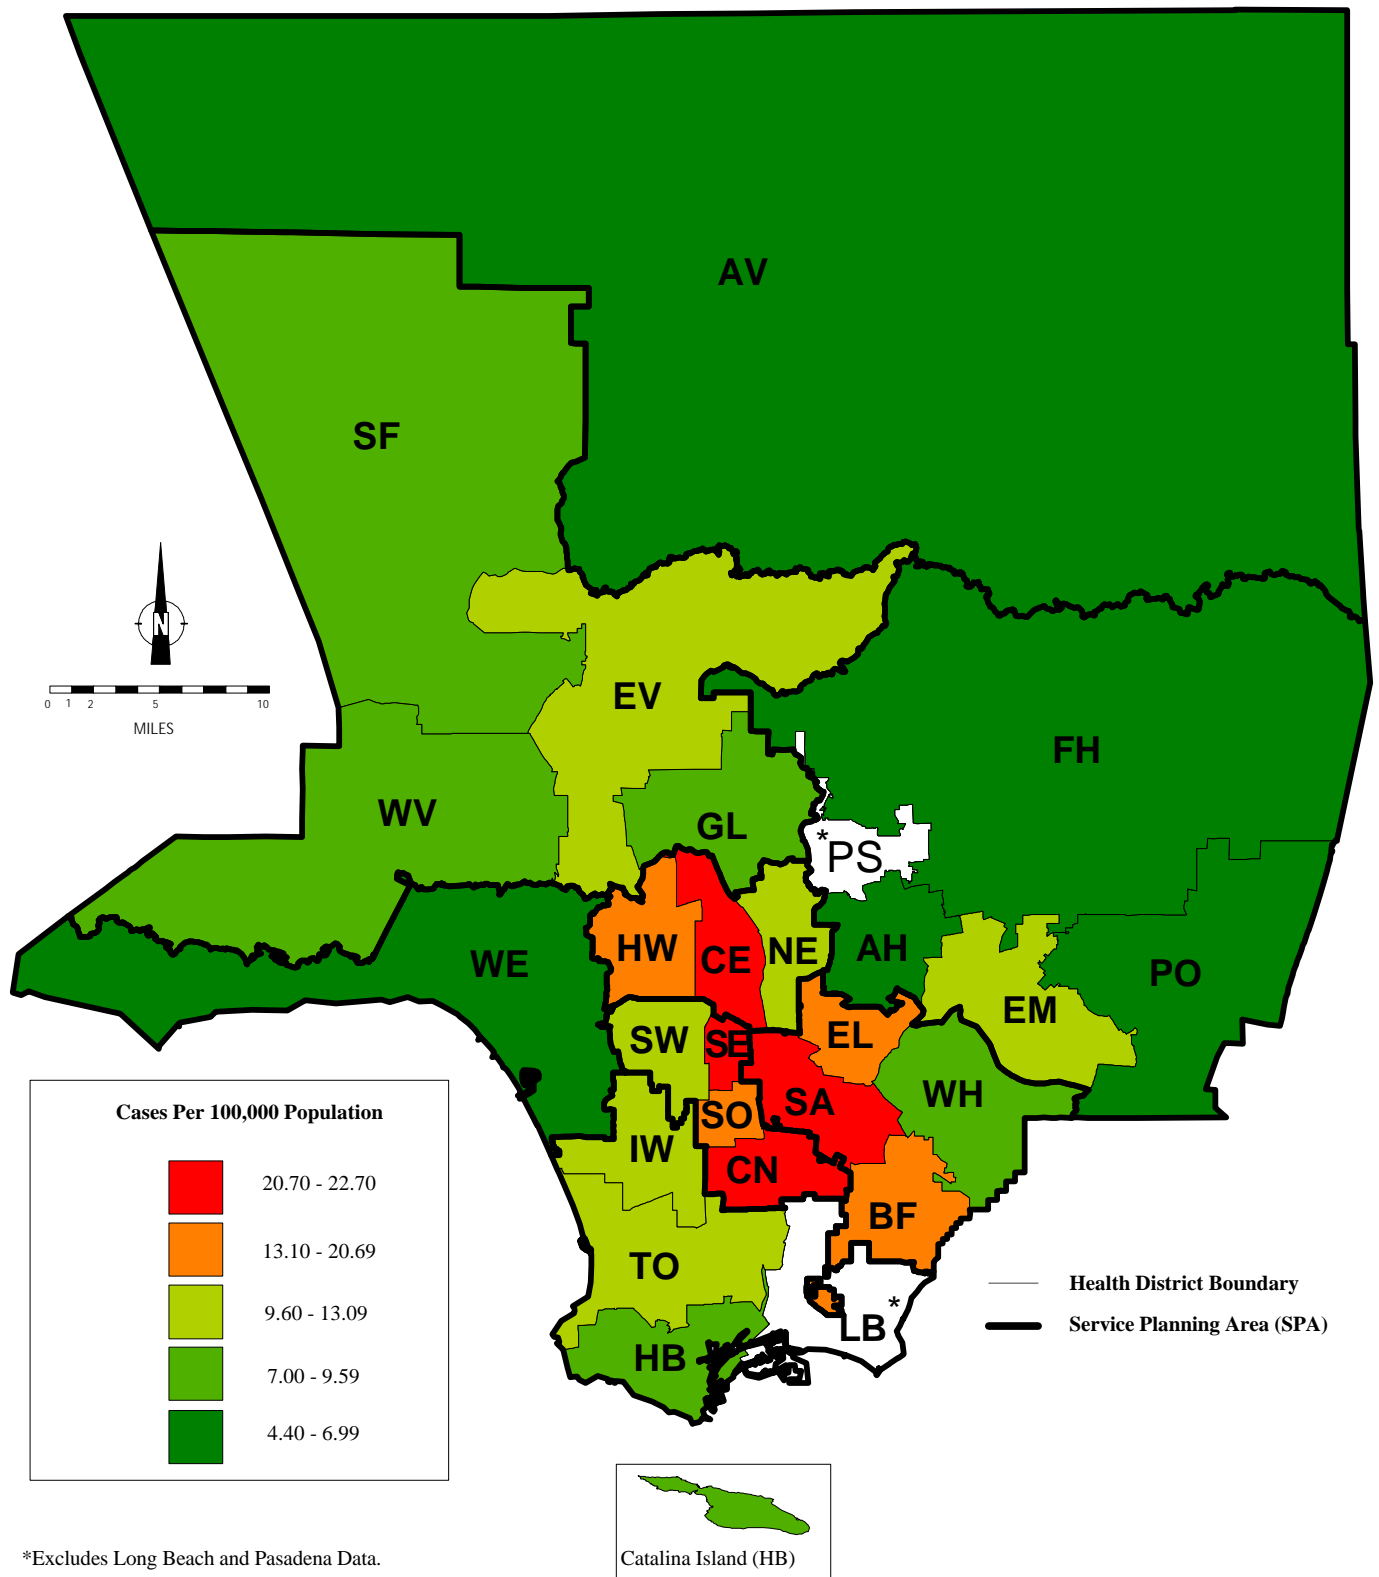 AV
SF
N
0 1 2 5 10
MILES
EV
FH
WV
GL
*
PS
HW
CE
NE
AH
WE
PO
EM
SW
SE
EL
SA
WH
SO
IW
CN
BF
TO
*
LB
HB
Cases Per 100,000 Population
20.70 - 22.70
13.10 - 20.69
9.60 - 13.09
7.00 - 9.59
4.40 - 6.99
Health District Boundary
Service Planning Area (SPA)
*Excludes Long Beach and Pasadena Data.
Catalina Island (HB)